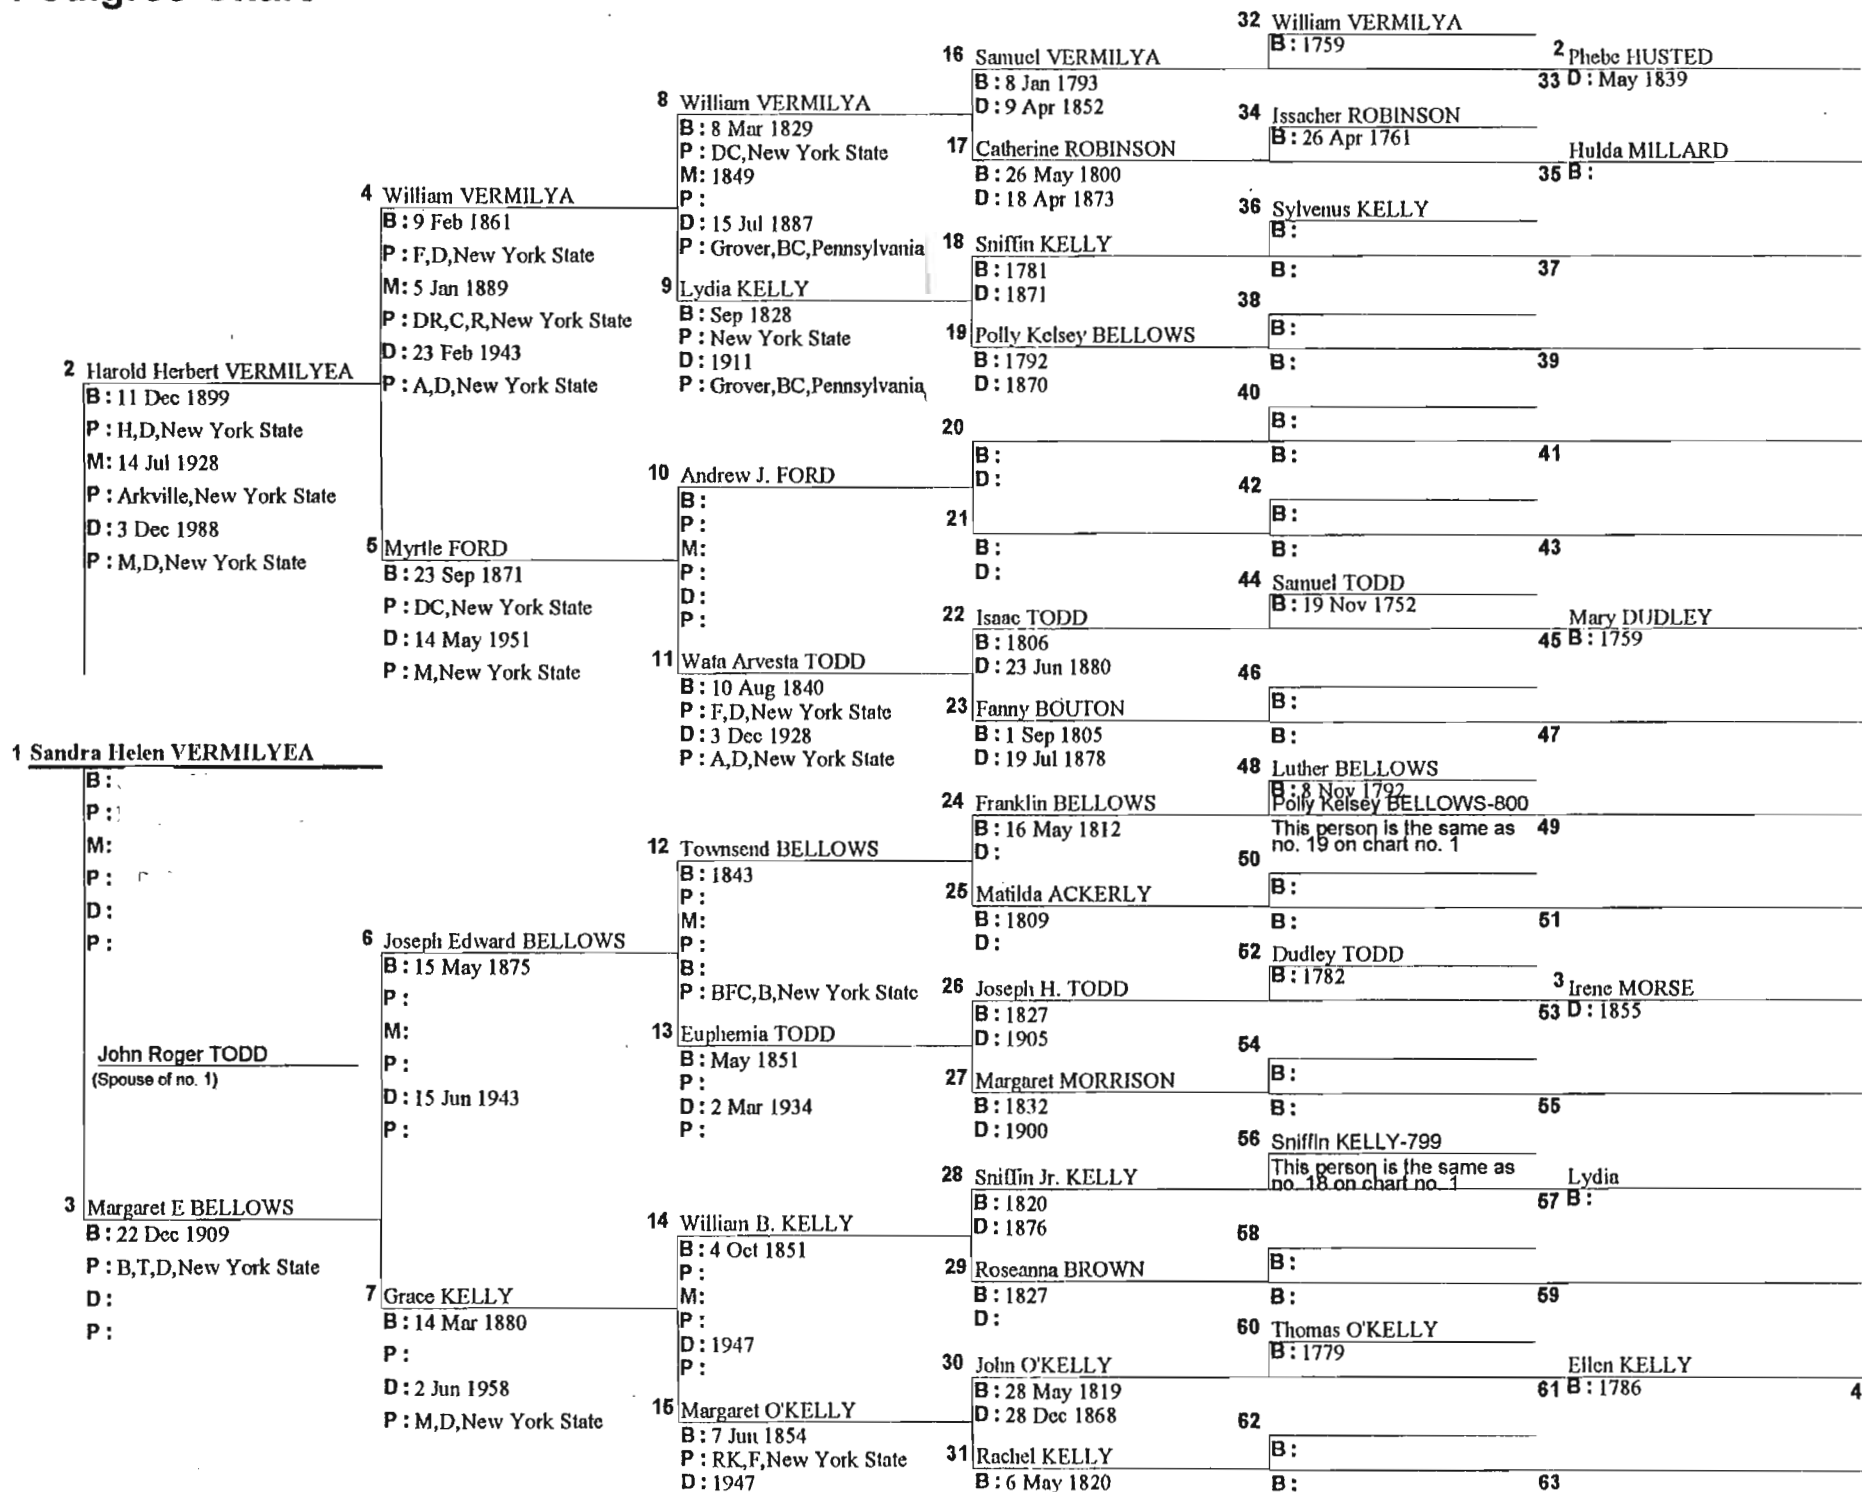 1 Sandra Helen VERMILYEA
B:
P:
M:
P:
D:
P:
John Roger TODD
(Spouse of no. 1)
2 Harold Herbert VERMILYEA
B: 11 Dec 1899
P: H,D,New York State
M: 14 Jul 1928
P: Arkville,New York State
D: 3 Dec 1988
P: M,D,New York State
3 Margaret E BELLOWS
B: 22 Dec 1909
P: B,T,D,New York State
D:
P:
4 William VERMILYA
B: 9 Feb 1861
P: F,D,New York State
M: 5 Jan 1889
P: DR,C,R,New York State
D: 23 Feb 1943
P: A,D,New York State
5 Myrtle FORD
B: 23 Sep 1871
P: DC,New York State
D: 14 May 1951
P: M,New York State
6 Joseph Edward BELLOWS
B: 15 May 1875
P:
M:
P:
D: 15 Jun 1943
P:
7 Grace KELLY
B: 14 Mar 1880
P:
D: 2 Jun 1958
P: M,D,New York State
8 William VERMILYA
B: 8 Mar 1829
P: DC,New York State
M: 1849
P:
D: 15 Jul 1887
P: Grover,BC,Pennsylvania
9 Lydia KELLY
B: Sep 1828
P: New York State
D: 1911
P: Grover,BC,Pennsylvania
10 Andrew J. FORD
B:
P:
M:
P:
D:
P:
11 Wata Arvesta TODD
B: 10 Aug 1840
P: F,D,New York State
D: 3 Dec 1928
P: A,D,New York State
12 Townsend BELLOWS
B: 1843
P:
M:
P:
B:
P: BFC,B,New York State
13 Euphemia TODD
B: May 1851
P:
D: 2 Mar 1934
P:
14 William B. KELLY
B: 4 Oct 1851
P:
M:
P:
D: 1947
P:
15 Margaret O'KELLY
B: 7 Jun 1854
P: RK,F,New York State
D: 1947
16 Samuel VERMILYA
B: 8 Jan 1793
D: 9 Apr 1852
17 Catherine ROBINSON
B: 26 May 1800
D: 18 Apr 1873
18 Sniffin KELLY
B: 1781
D: 1871
19 Polly Kelsey BELLOWS
B: 1792
D: 1870
20
B:
D:
21
B:
D:
22 Isaac TODD
B: 1806
D: 23 Jun 1880
23 Fanny BOUTON
B: 1 Sep 1805
D: 19 Jul 1878
24 Franklin BELLOWS
B: 16 May 1812
D:
25 Matilda ACKERLY
B: 1809
D:
26 Joseph H. TODD
B: 1827
D: 1905
27 Margaret MORRISON
B: 1832
D: 1900
28 Sniffin Jr. KELLY
B: 1820
D: 1876
29 Roseanna BROWN
B: 1827
D:
30 John O'KELLY
B: 28 May 1819
D: 28 Dec 1868
31 Rachel KELLY
B: 6 May 1820
32 William VERMILYA
B: 1759
2 Phebe HUSTED
33 D: May 1839
34 Issacher ROBINSON
B: 26 Apr 1761
Hulda MILLARD
35 B:
36 Sylvenus KELLY
B:
B: 37
38
B:
B: 39
40
B:
B: 41
42
B:
B: 43
44 Samuel TODD
B: 19 Nov 1752
Mary DUDLEY
45 B: 1759
46
B:
B: 47
48 Luther BELLOWS
B: 8 Nov 1792
Polly Kelsey BELLOWS-800
This person is the same as 49
no. 19 on chart no. 1
50
B:
B: 51
52 Dudley TODD
B: 1782
3 Irene MORSE
53 D: 1855
54
B:
B: 55
56 Sniffin KELLY-799
This person is the same as
no. 18 on chart no. 1
Lydia
57 B:
58
B:
B: 59
60 Thomas O'KELLY
B: 1779
Ellen KELLY
61 B: 1786 4
62
B:
B: 63